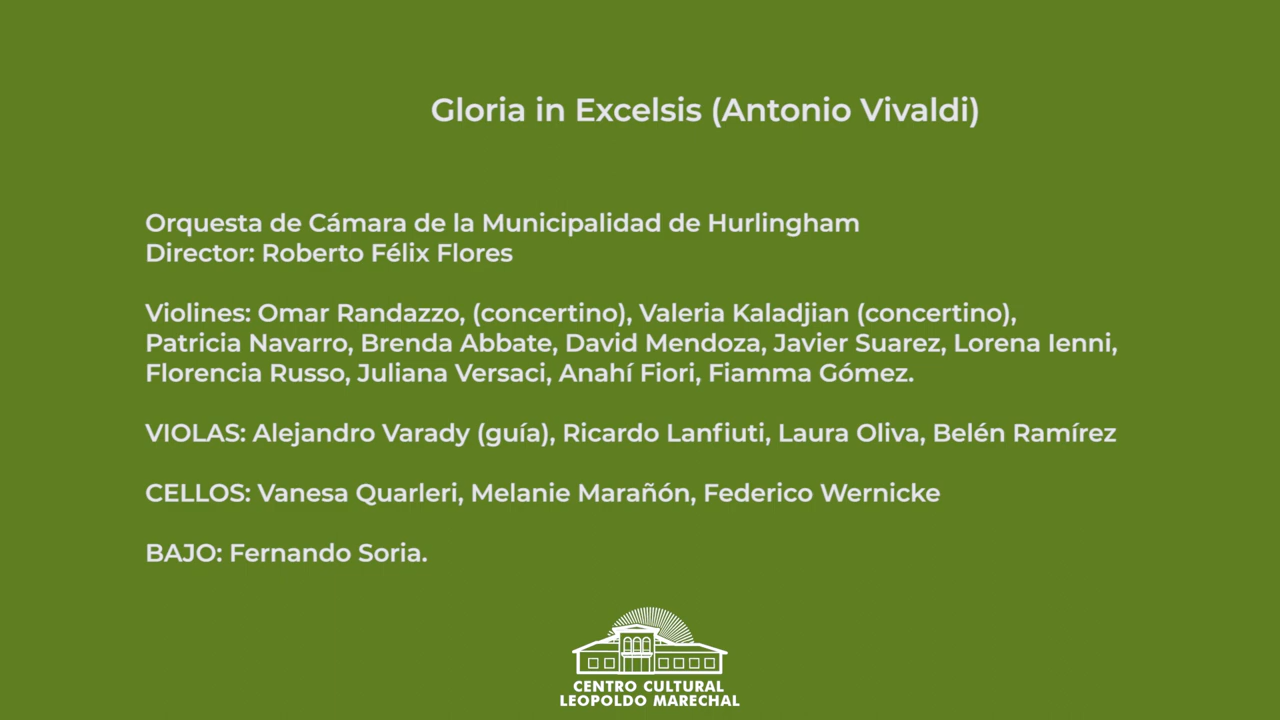 Gloria in Excelsis (Antonio Vivaldi)
Orquesta de Cámara de la Municipalidad de Hurlingham
Director: Roberto Félix Flores
Violines: Omar Randazzo, (concertino), Valeria Kaladjian (concertino),
Patricia Navarro, Brenda Abbate, David Mendoza, Javier Suarez, Lorena Ienni,
Florencia Russo, Juliana Versaci, Anahí Fiori, Fiamma Gómez.
VIOLAS: Alejandro Varady (guía), Ricardo Lanfiuti, Laura Oliva, Belén Ramírez
CELLOS: Vanesa Quarleri, Melanie Marañón, Federico Wernicke
BAJO: Fernando Soria.
CENTRO CULTURAL
LEOPOLDO MARECHAL